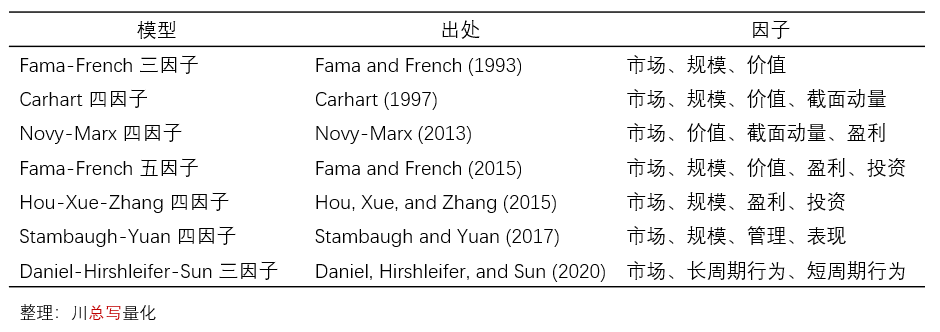 模型 出处 因子
Fama-French 三因子 Fama and French (1993) 市场、规模、价值
Carhart 四因子 Carhart (1997) 市场、规模、价值、截面动量
Novy-Marx 四因子 Novy-Marx (2013) 市场、价值、截面动量、盈利
Fama-French 五因子 Fama and French (2015) 市场、规模、价值、盈利、投资
Hou-Xue-Zhang 四因子 Hou, Xue, and Zhang (2015) 市场、规模、盈利、投资
Stambaugh-Yuan 四因子 Stambaugh and Yuan (2017) 市场、规模、管理、表现
Daniel-Hirshleifer-Sun 三因子 Daniel, Hirshleifer, and Sun (2020) 市场、长周期行为、短周期行为
整理：川总写量化